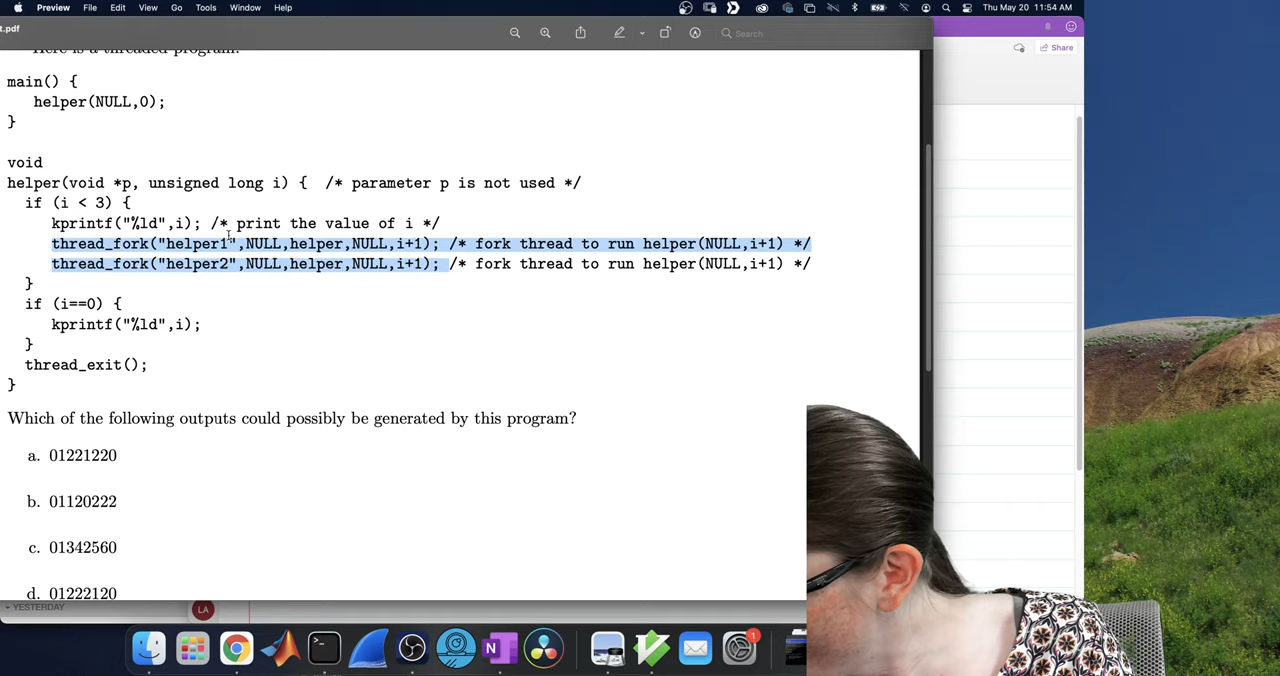 Preview File Edit View Go Tools Window Help Thu May 20 11:54 AM
t.pdf
Search
Share
Here is a threaded program:
main() {
helper(NULL,0);
}
void
helper(void *p, unsigned long i) { /* parameter p is not used */
if (i < 3) {
kprintf("%ld",i); /* print the value of i */
thread_fork("helper1",NULL,helper,NULL,i+1); /* fork thread to run helper(NULL,i+1) */
thread_fork("helper2",NULL,helper,NULL,i+1); /* fork thread to run helper(NULL,i+1) */
}
if (i==0) {
kprintf("%ld",i);
}
thread_exit();
}
Which of the following outputs could possibly be generated by this program?
a. 01221220
b. 01120222
c. 01342560
d. 01222120
YESTERDAY
LA
N
1